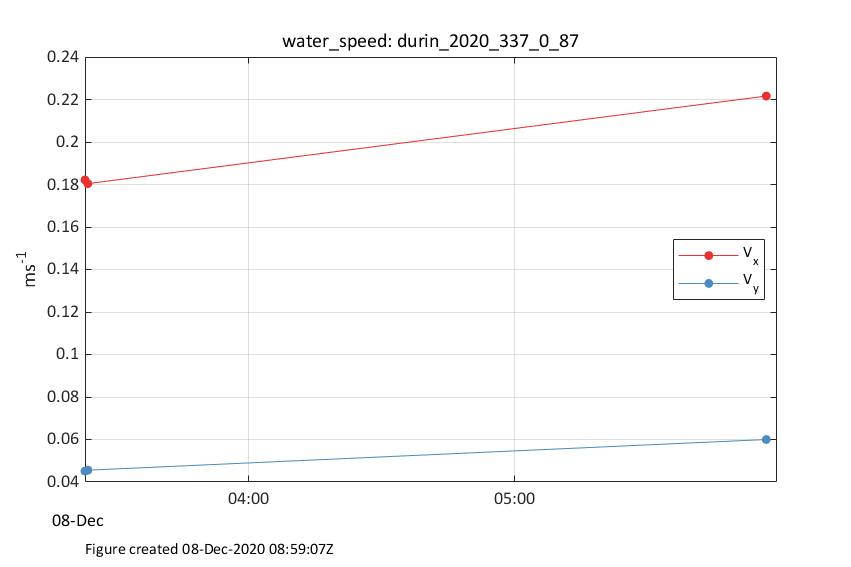 water_speed: durin_2020_337_0_87
0.24
0.22
0.2
0.18
0.16
0.14
0.12
0.1
0.08
0.06
0.04
ms-1
Vx
Vy
04:00
05:00
08-Dec
Figure created 08-Dec-2020 08:59:07Z